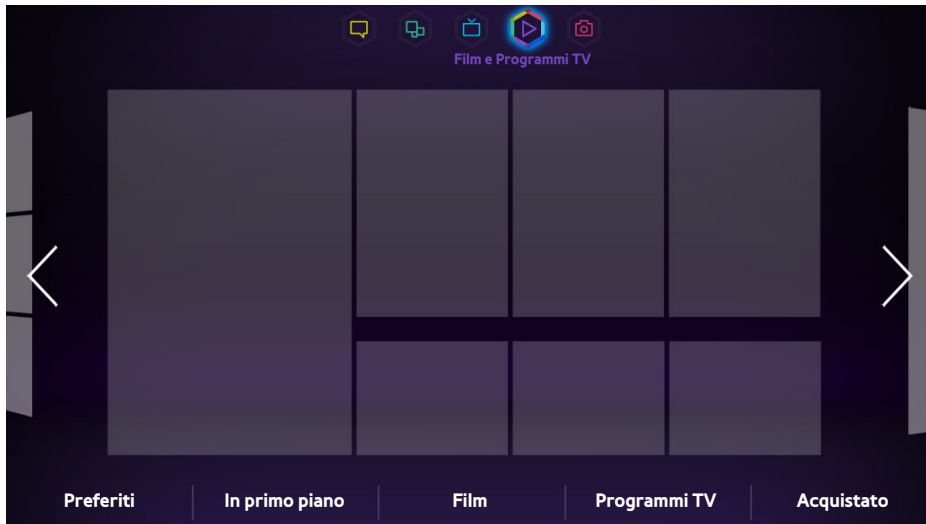 Film e Programmi TV
Preferiti
In primo piano
Film
Programmi TV
Acquistato